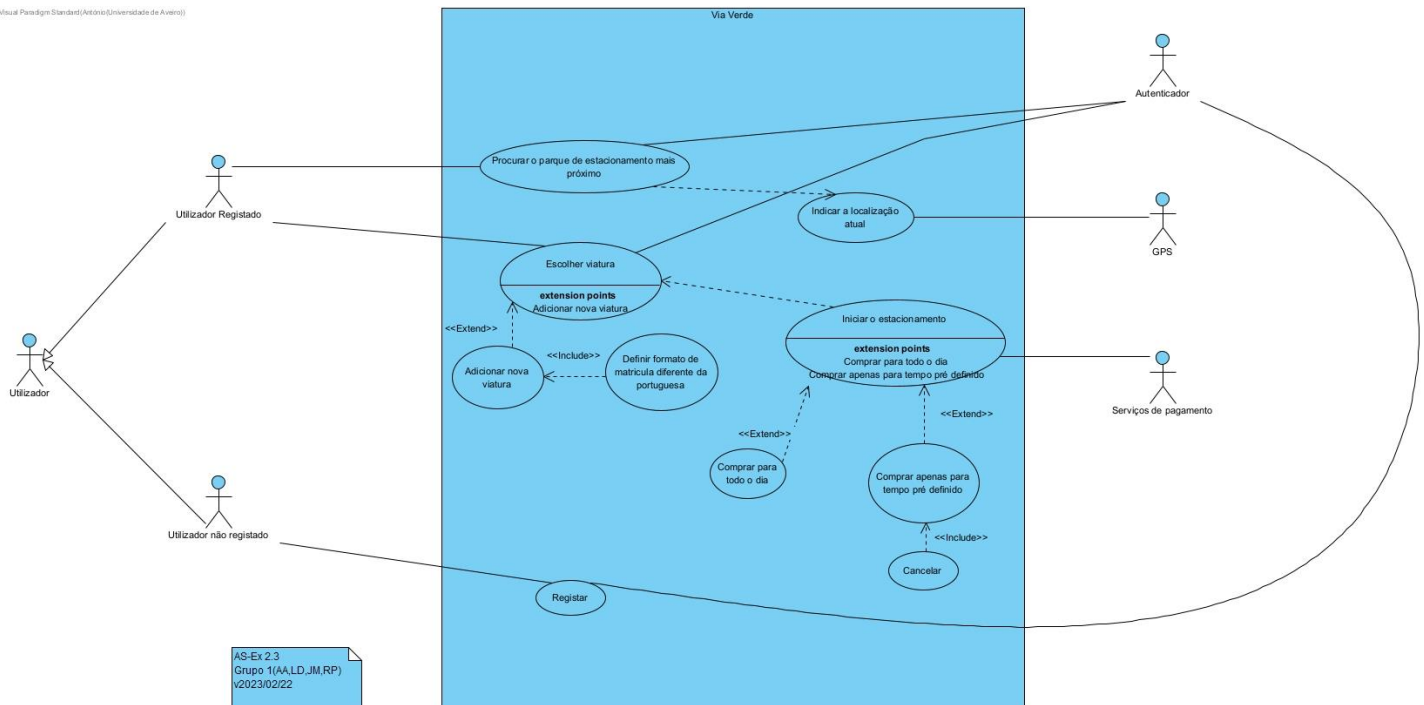 Visual Paradigm Standard(António(Universidade de Aveiro))
Via Verde
Autenticador
Procurar o parque de estacionamento mais
próximo
Utilizador Registado
Indicar a localização
atual
GPS
Escolher viatura
extension points
Adicionar nova viatura
Iniciar o estacionamento
extension points
Comprar para todo o dia
Comprar apenas para tempo pré definido
<<Extend>>
<<Include>>
Adicionar nova
viatura
Definir formato de
matricula diferente da
portuguesa
Utilizador
Serviços de pagamento
<<Extend>>
<<Extend>>
Comprar para
todo o dia
Comprar apenas para
tempo pré definido
Utilizador não registado
<<Include>>
Cancelar
Registar
AS-Ex 2.3
Grupo 1(AA,LD,JM,RP)
v2023/02/22